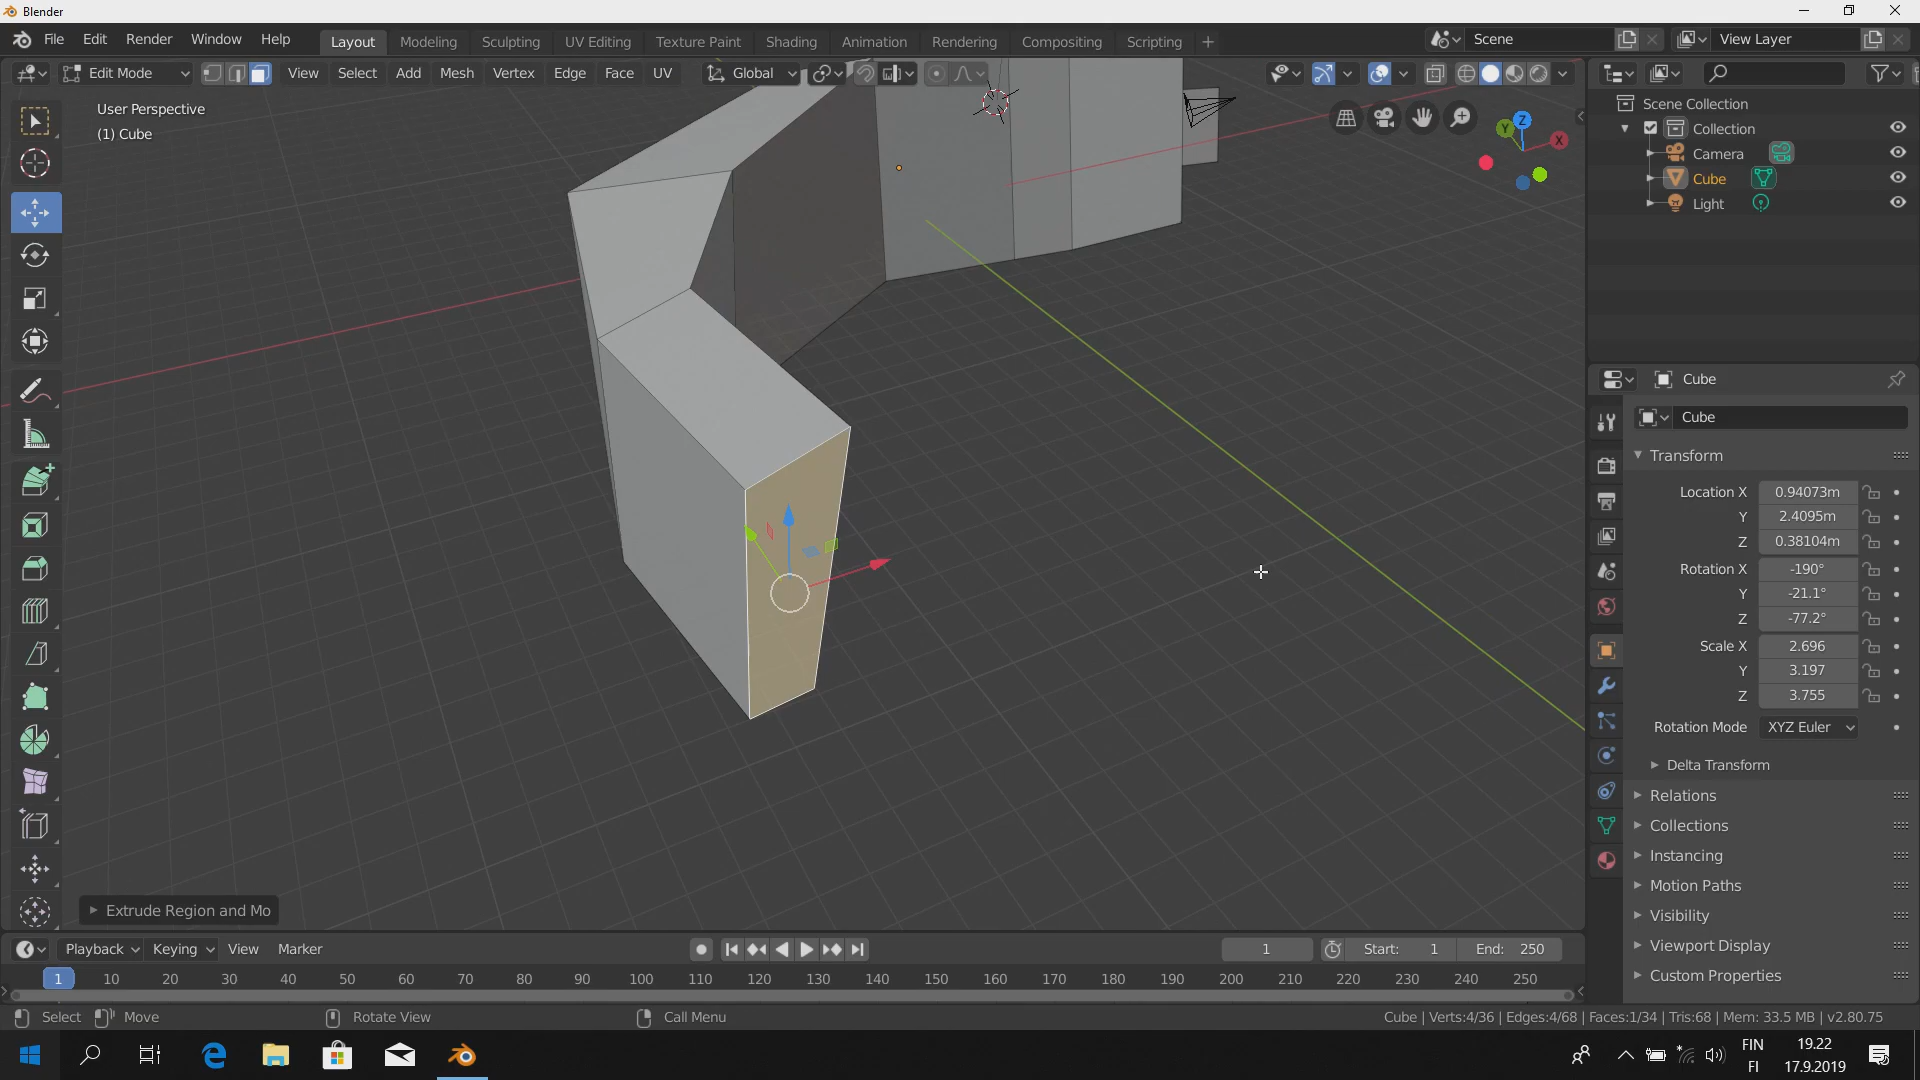 Blender
File Edit Render Window Help Layout Modeling Sculpting UV Editing Texture Paint Shading Animation Rendering Compositing Scripting + Scene View Layer
Edit Mode View Select Add Mesh Vertex Edge Face UV Global
User Perspective
(1) Cube
Z
Y
X
Scene Collection
Collection
Camera
Cube
Light
Cube
Cube
Transform
Location X 0.94073m
Y 2.4095m
Z 0.38104m
Rotation X -190°
Y -21.1°
Z -77.2°
Scale X 2.696
Y 3.197
Z 3.755
Rotation Mode XYZ Euler
Delta Transform
Relations
Collections
Instancing
Motion Paths
Visibility
Viewport Display
Custom Properties
Extrude Region and Mo
Playback Keying View Marker 1 Start: 1 End: 250
1 10 20 30 40 50 60 70 80 90 100 110 120 130 140 150 160 170 180 190 200 210 220 230 240 250
Select Move Rotate View Call Menu Cube | Verts:4/36 | Edges:4/68 | Faces:1/34 | Tris:68 | Mem: 33.5 MB | v2.80.75
FIN 19.22
FI 17.9.2019